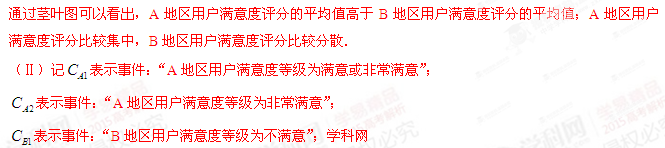 通过茎叶图可以看出，A 地区用户满意度评分的平均值高于 B 地区用户满意度评分的平均值；A 地区用户
满意度评分比较集中，B 地区用户满意度评分比较分散．
（Ⅱ）记 C_{A1} 表示事件：“A 地区用户满意度等级为满意或非常满意”；
C_{A2} 表示事件：“A 地区用户满意度等级为非常满意”；
C_{B1} 表示事件：“B 地区用户满意度等级为不满意”；学科网